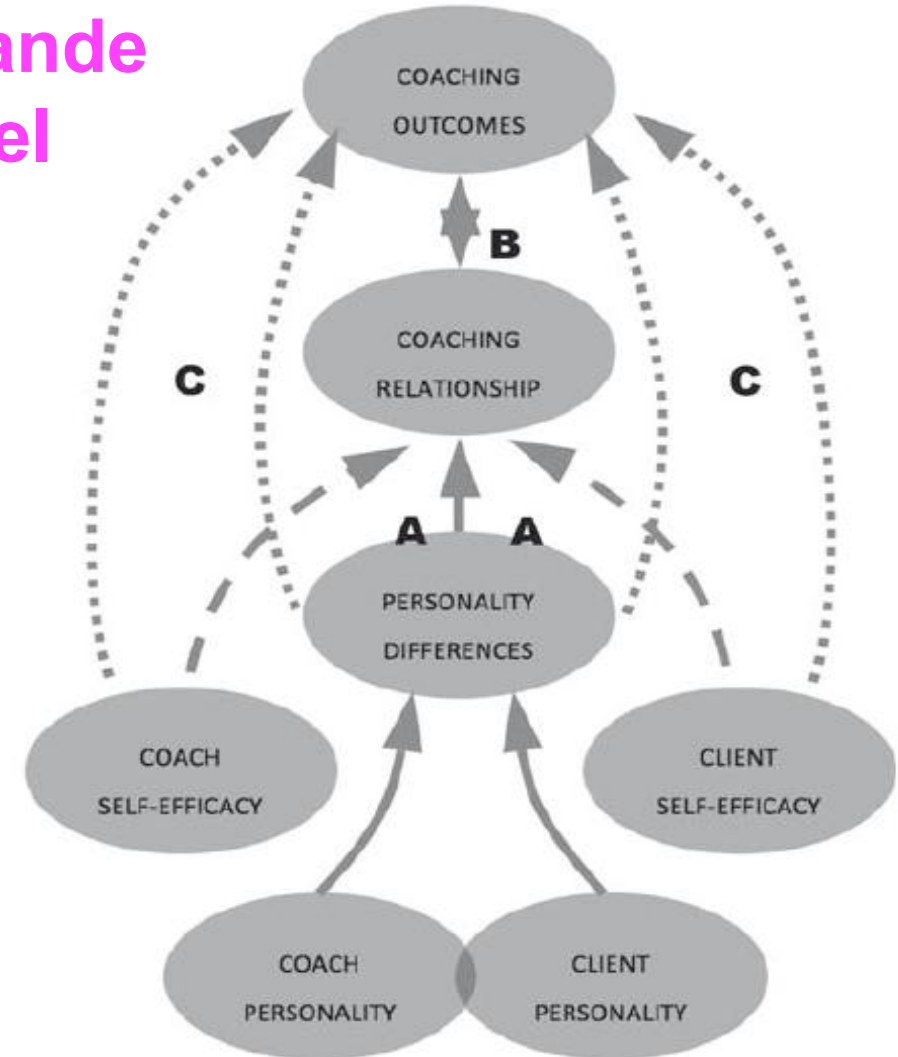 ande
el
COACHING
OUTCOMES
B
COACHING
RELATIONSHIP
C
C
A
A
PERSONALITY
DIFFERENCES
COACH
SELF-EFFICACY
CLIENT
SELF-EFFICACY
COACH
PERSONALITY
CLIENT
PERSONALITY